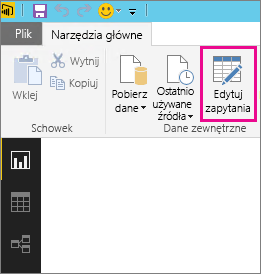 Plik
Narzędzia główne
Wklej
Wytnij
Kopiuj
Schowek
Pobierz
dane
Ostatnio
używane
źródła
Edytuj
zapytania
Dane zewnętrzne